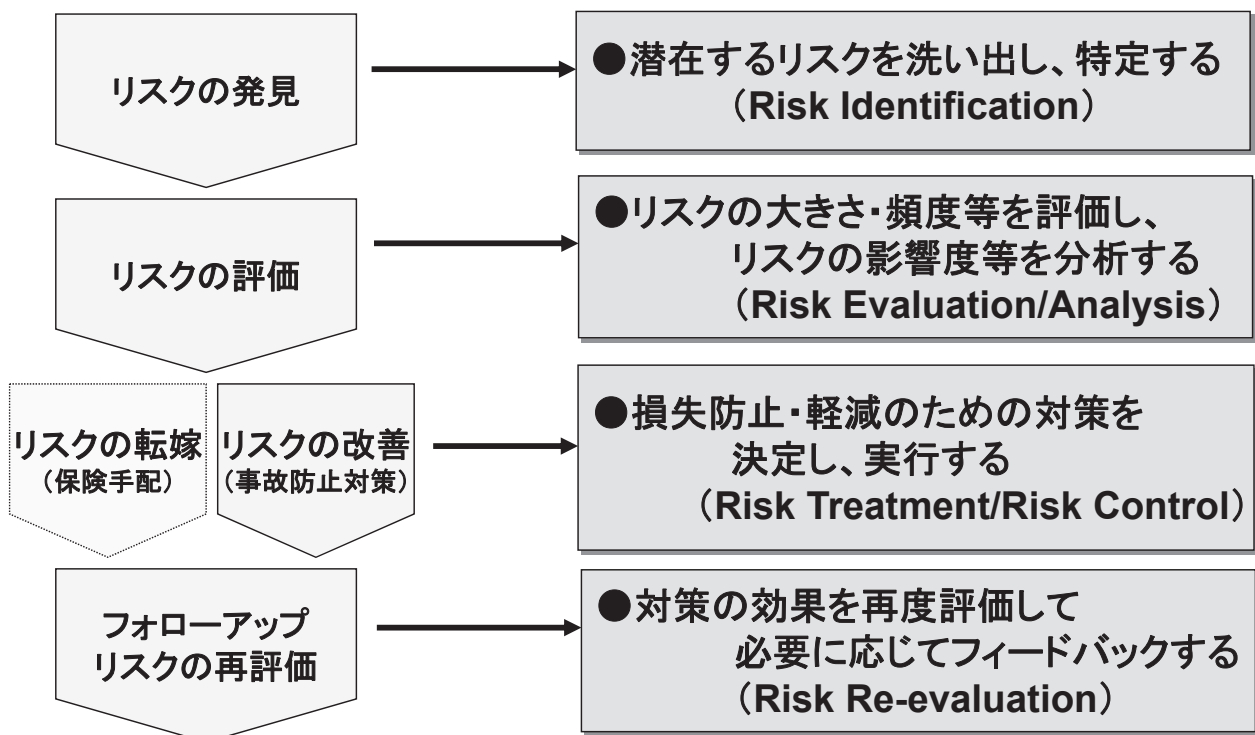 リスクの発見
●潜在するリスクを洗い出し、特定する
（Risk Identification）
リスクの評価
●リスクの大きさ・頻度等を評価し、
リスクの影響度等を分析する
（Risk Evaluation/Analysis）
リスクの転嫁
（保険手配）
リスクの改善
（事故防止対策）
●損失防止・軽減のための対策を
決定し、実行する
（Risk Treatment/Risk Control）
フォローアップ
リスクの再評価
●対策の効果を再度評価して
必要に応じてフィードバックする
（Risk Re-evaluation）